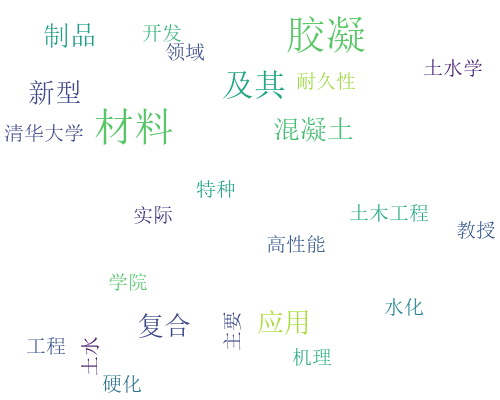 胶凝
制品
开发
领域
土水学
及其
耐久性
新型
材料
清华大学
混凝土
特种
实际
土木工程
教授
高性能
学院
水化
复合
主要
应用
工程
土水
机理
硬化